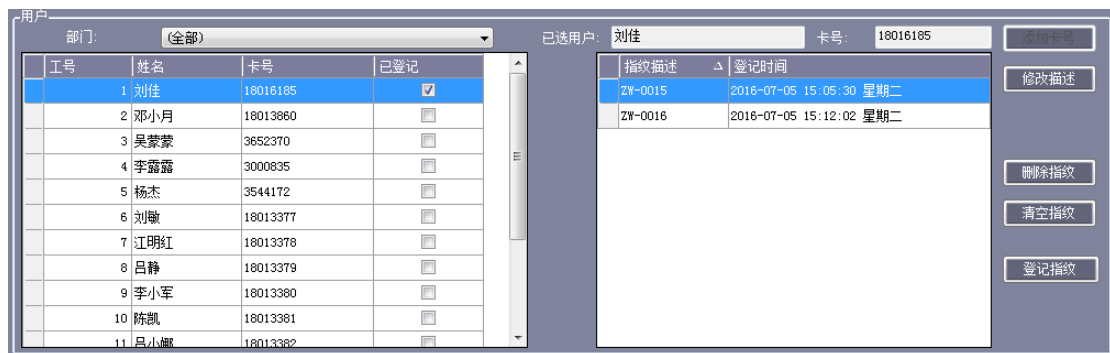 用户
部门: (全部) 已选用户: 刘佳 卡号: 18016185 添加卡号
工号 姓名 卡号 已登记
1 刘佳 18016185
2 邓小月 18013860
3 吴蒙蒙 3652370
4 李露露 3000835
5 杨杰 3544172
6 刘敏 18013377
7 江明红 18013378
8 吕静 18013379
9 李小军 18013380
10 陈凯 18013381
11 吕小娜 18013382
指纹描述 登记时间
ZW-0015 2016-07-05 15:05:30 星期二
ZW-0016 2016-07-05 15:12:02 星期二
修改描述
删除指纹
清空指纹
登记指纹